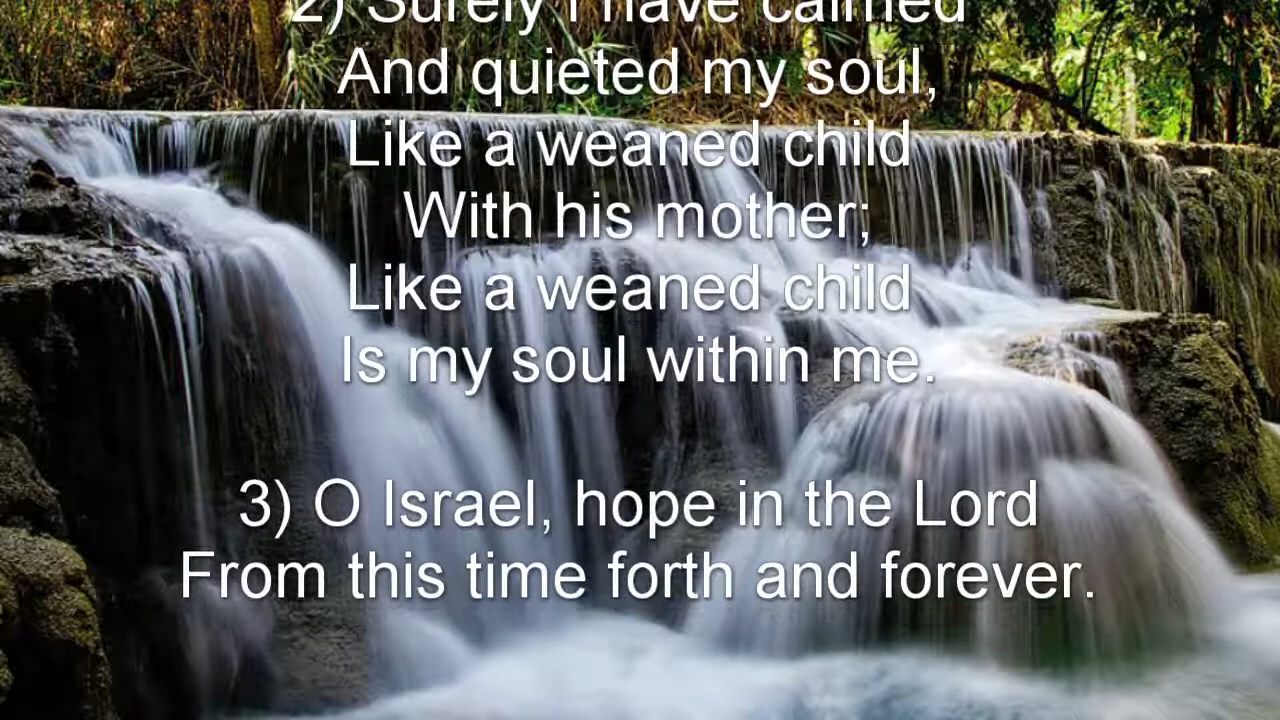 2) Surely I have calmed
And quieted my soul,
Like a weaned child
With his mother;
Like a weaned child
Is my soul within me.
3) O Israel, hope in the Lord
From this time forth and forever.